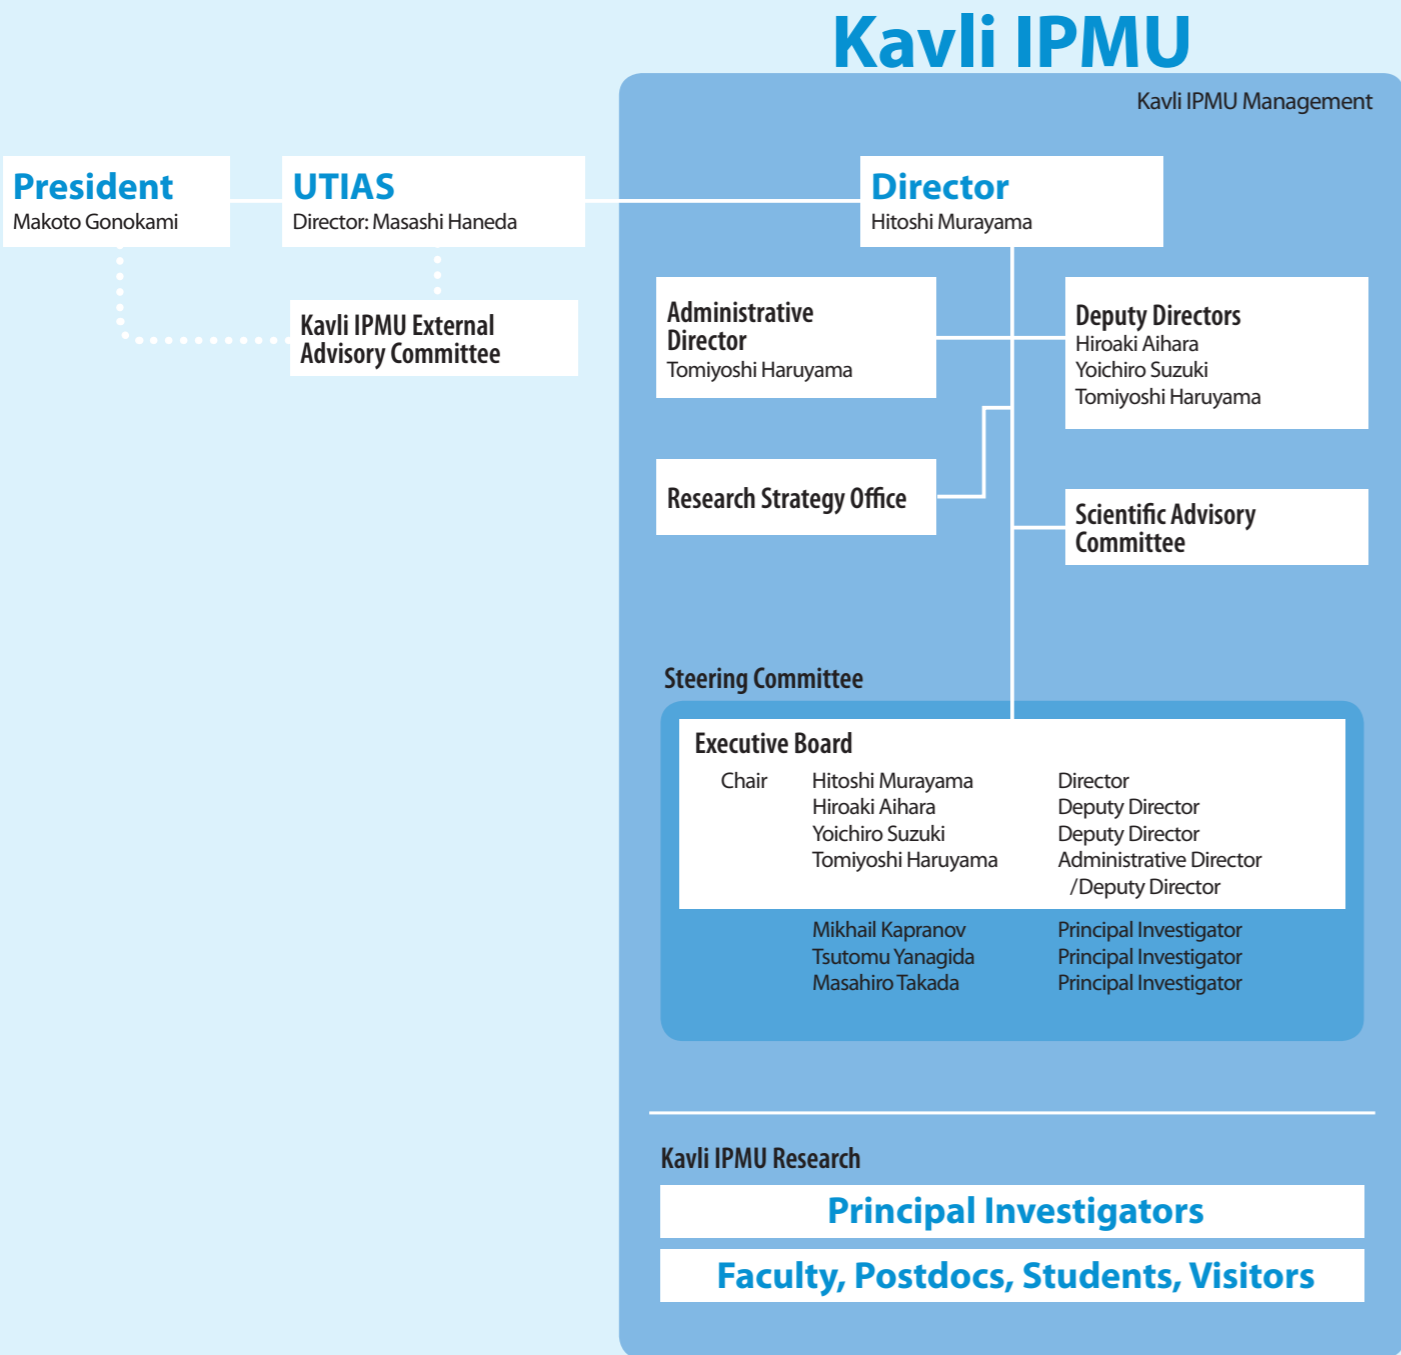 Kavli IPMU
Kavli IPMU Management
President
Makoto Gonokami
UTIAS
Director: Masashi Haneda
Director
Hitoshi Murayama
Kavli IPMU External
Advisory Committee
Administrative
Director
Tomiyoshi Haruyama
Deputy Directors
Hiroaki Aihara
Yoichiro Suzuki
Tomiyoshi Haruyama
Research Strategy Office
Scientific Advisory
Committee
Steering Committee
Executive Board
Chair Hitoshi Murayama Director
Hiroaki Aihara Deputy Director
Yoichiro Suzuki Deputy Director
Tomiyoshi Haruyama Administrative Director
/Deputy Director
Mikhail Kapranov Principal Investigator
Tsutomu Yanagida Principal Investigator
Masahiro Takada Principal Investigator
Kavli IPMU Research
Principal Investigators
Faculty, Postdocs, Students, Visitors